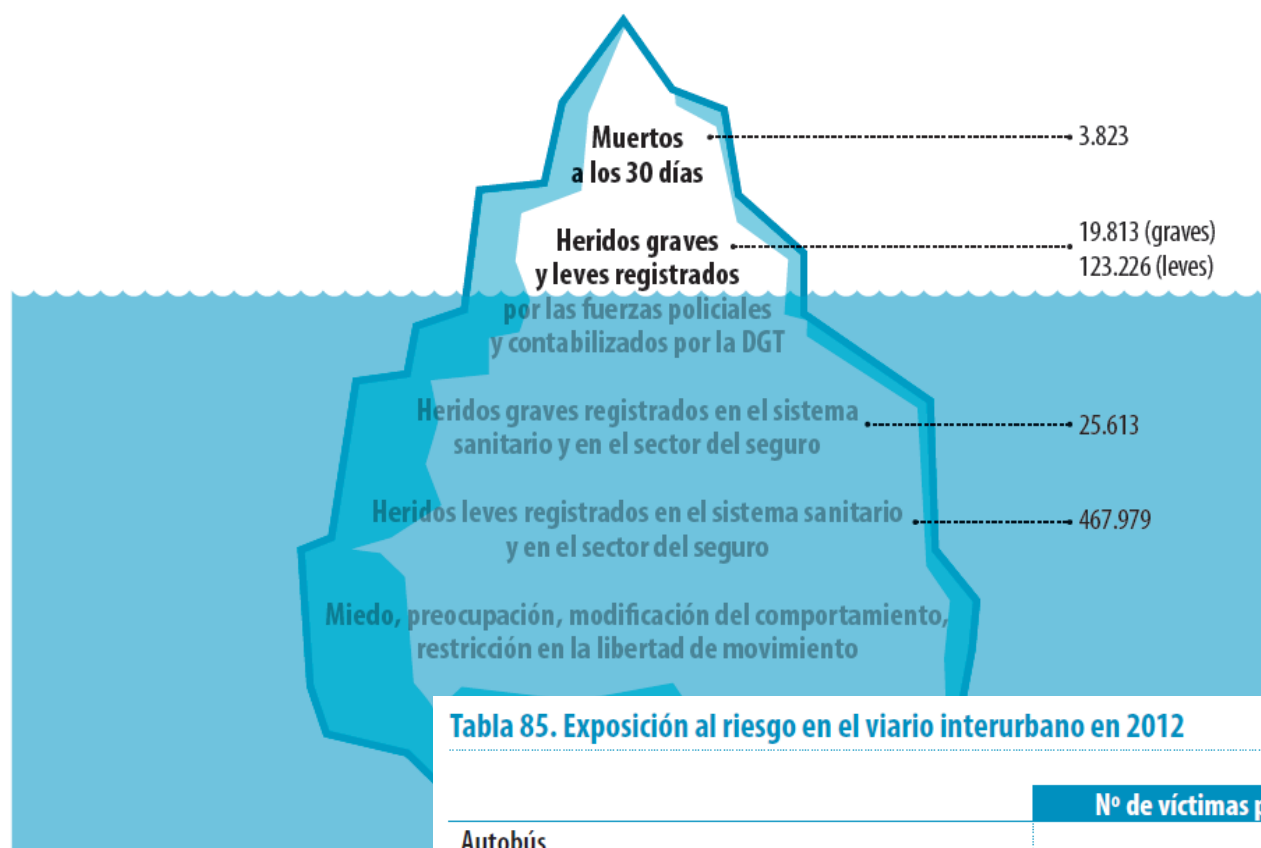 Muertos
a los 30 días
3.823
Heridos graves
y leves registrados
19.813 (graves)
123.226 (leves)
por las fuerzas policiales
y contabilizados por la DGT
Heridos graves registrados en el sistema
sanitario y en el sector del seguro
25.613
Heridos leves registrados en el sistema sanitario
y en el sector del seguro
467.979
Miedo, preocupación, modificación del comportamiento,
restricción en la libertad de movimiento
Tabla 85. Exposición al riesgo en el viario interurbano en 2012
Nº de víctimas p
Autobús